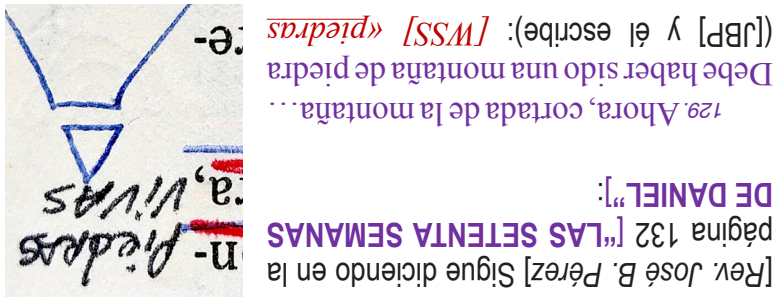 [Rev. José B. Pérez] Sigue diciendo en la
página 132 [“LAS SETENTA SEMANAS
DE DANIEL”]:
129. Ahora, cortada de la montaña…
Debe haber sido una montaña de piedra
([JBP] y él escribe): [WSS] «piedras
Piedras
VIVAS